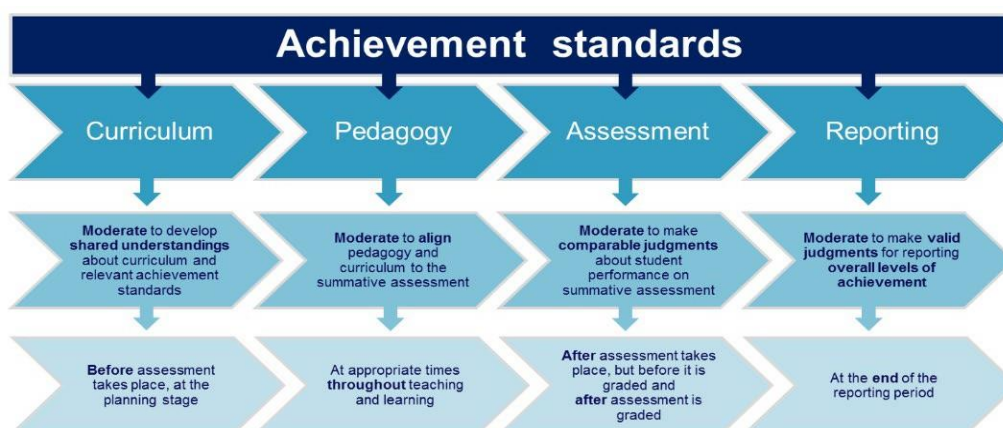 Achievement standards
Curriculum
Pedagogy
Assessment
Reporting
Moderate to develop
shared understandings
about curriculum and
relevant achievement
standards
Moderate to align
pedagogy and
curriculum to the
summative assessment
Moderate to make
comparable judgments
about student
performance on
summative assessment
Moderate to make valid
judgments for reporting
overall levels of
achievement
Before assessment
takes place, at the
planning stage
At appropriate times
throughout teaching
and learning
After assessment takes
place, but before it is
graded and
after assessment is
graded
At the end of the
reporting period